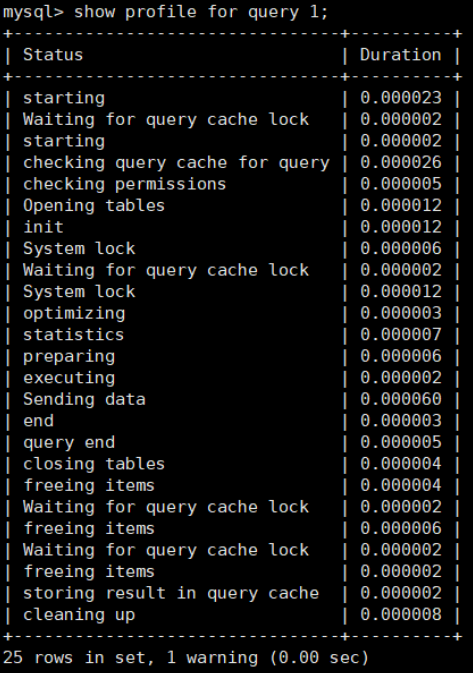 mysql> show profile for query 1;
+--------------------------------+----------+
| Status                         | Duration |
+--------------------------------+----------+
| starting                       | 0.000023 |
| Waiting for query cache lock   | 0.000002 |
| starting                       | 0.000002 |
| checking query cache for query | 0.000026 |
| checking permissions           | 0.000005 |
| Opening tables                 | 0.000012 |
| init                           | 0.000012 |
| System lock                    | 0.000006 |
| Waiting for query cache lock   | 0.000002 |
| System lock                    | 0.000012 |
| optimizing                     | 0.000003 |
| statistics                     | 0.000007 |
| preparing                      | 0.000006 |
| executing                      | 0.000002 |
| Sending data                   | 0.000060 |
| end                            | 0.000003 |
| query end                      | 0.000005 |
| closing tables                 | 0.000004 |
| freeing items                  | 0.000004 |
| Waiting for query cache lock   | 0.000002 |
| freeing items                  | 0.000006 |
| Waiting for query cache lock   | 0.000002 |
| freeing items                  | 0.000002 |
| storing result in query cache  | 0.000002 |
| cleaning up                    | 0.000008 |
+--------------------------------+----------+
25 rows in set, 1 warning (0.00 sec)